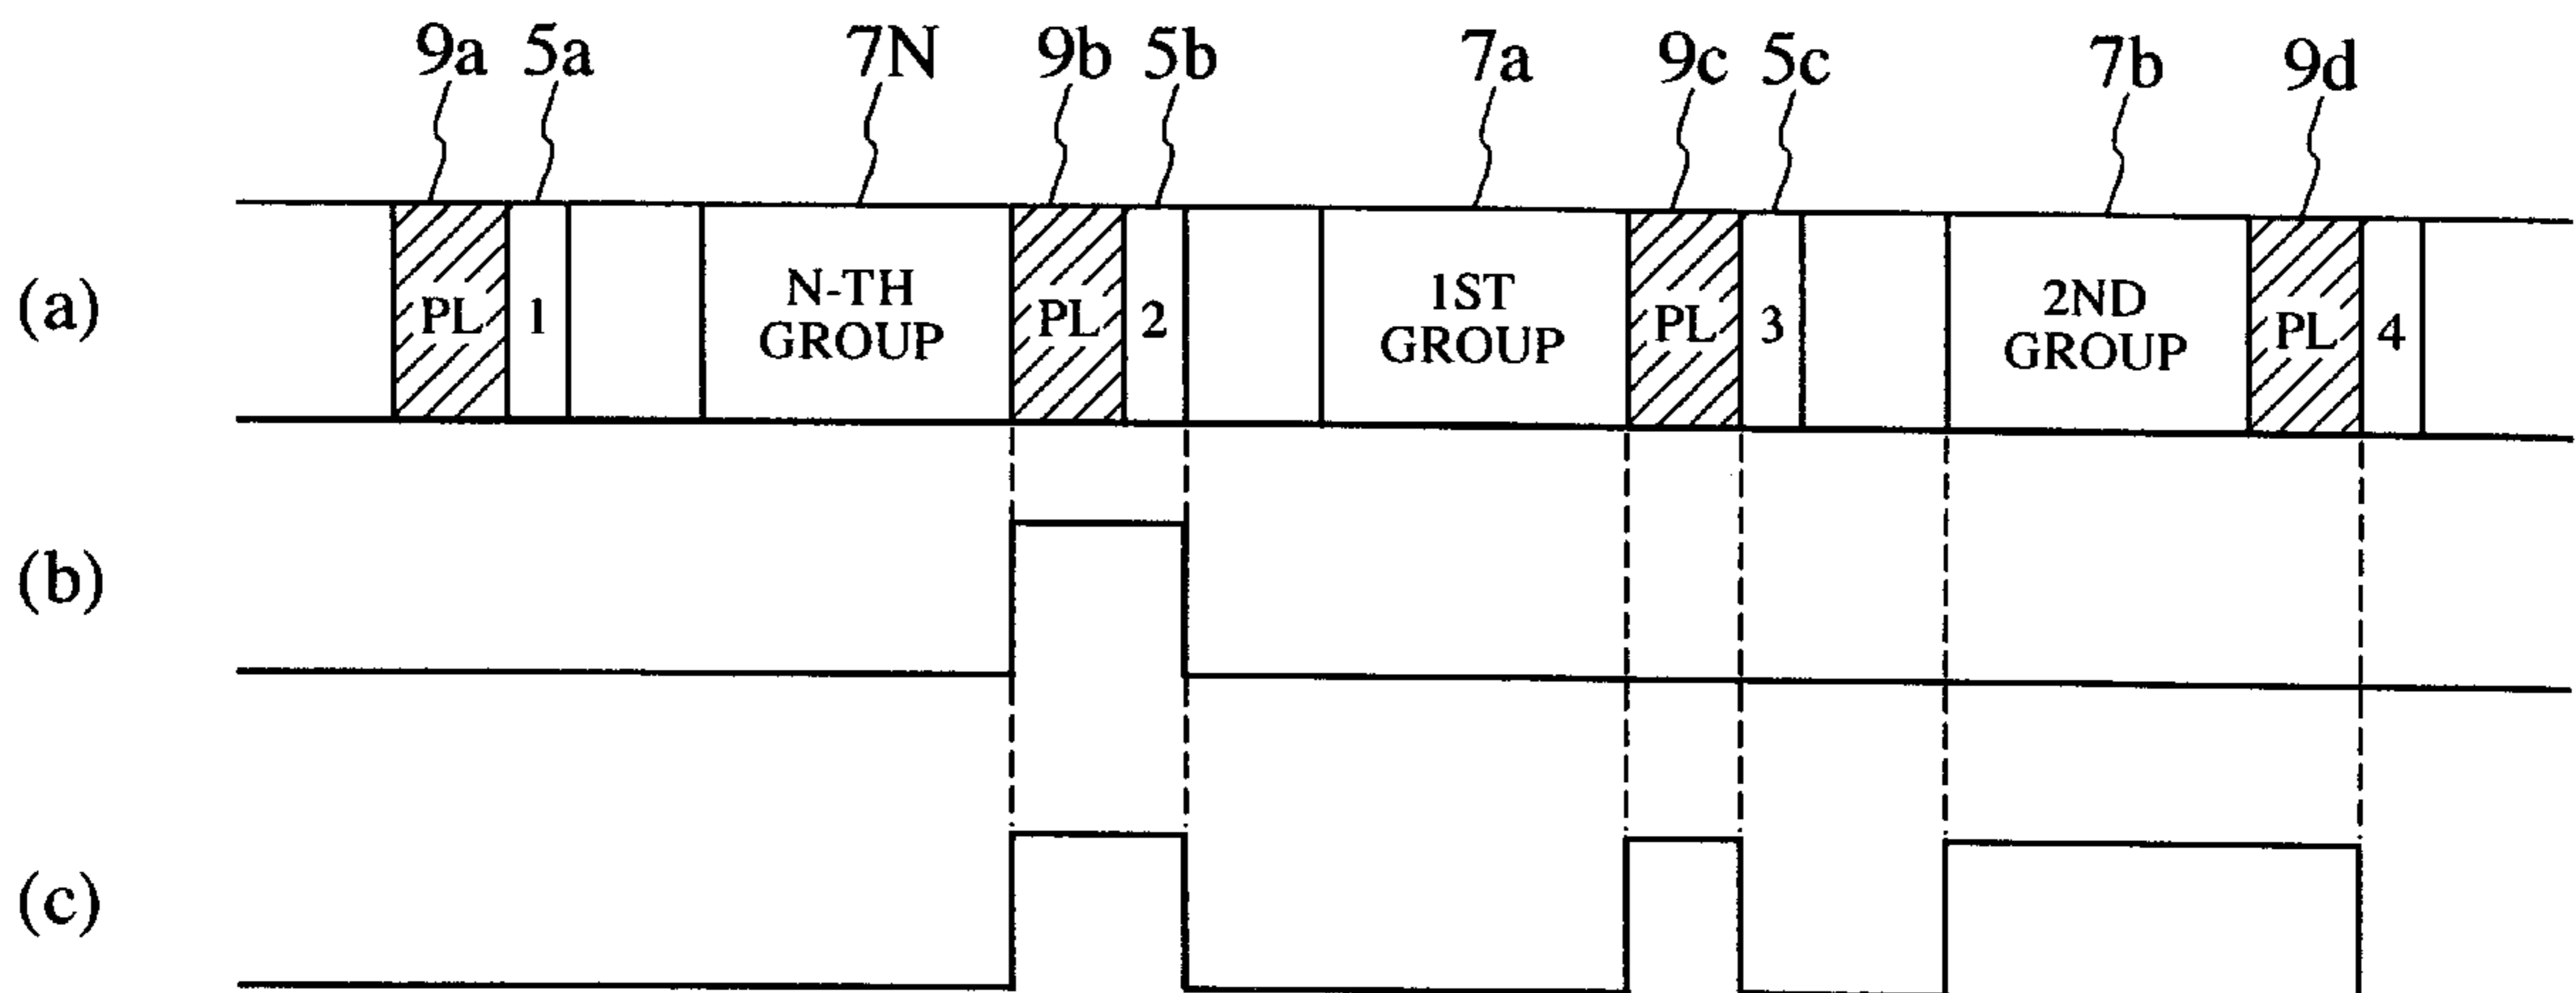 9a 5a 7N 9b 5b 7a 9c 5c 7b 9d
(a)
PL 1 N-TH GROUP PL 2 1ST GROUP PL 3 2ND GROUP PL 4
(b)
(c)